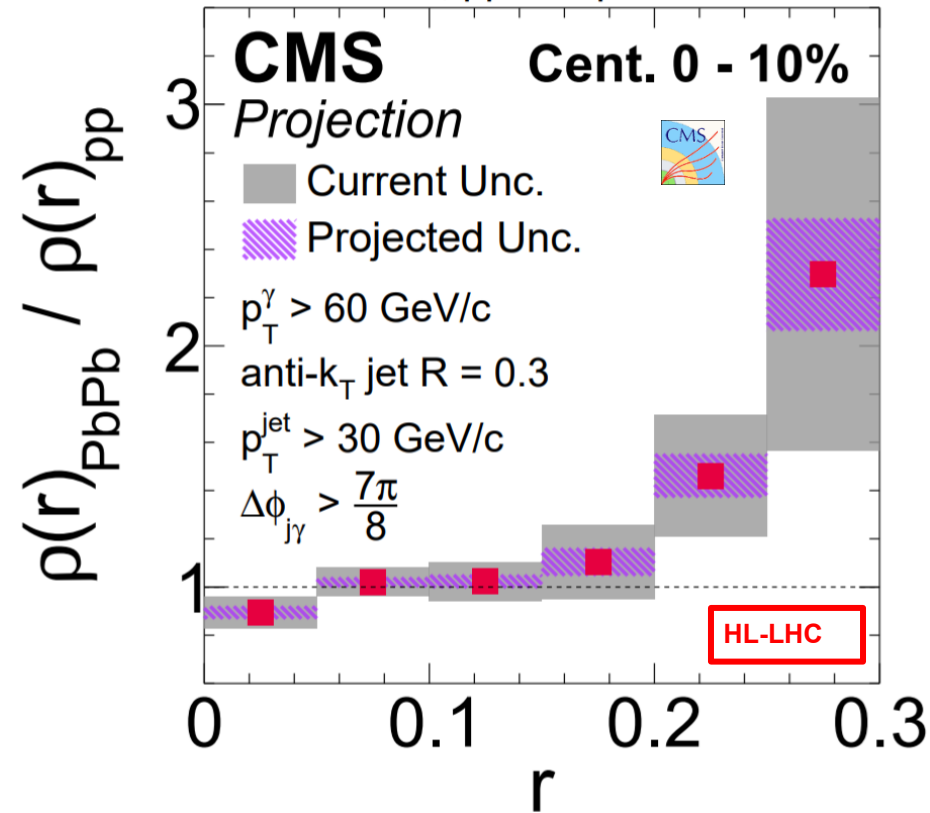 CMS
Cent. 0 - 10%
Projection
CMS
Current Unc.
Projected Unc.
p_T^γ > 60 GeV/c
anti-k_T jet R = 0.3
p_T^jet > 30 GeV/c
Δϕ_jγ > 7π/8
HL-LHC
ρ(r)_PbPb / ρ(r)_pp
3
2
1
0 0.1 0.2 0.3
r